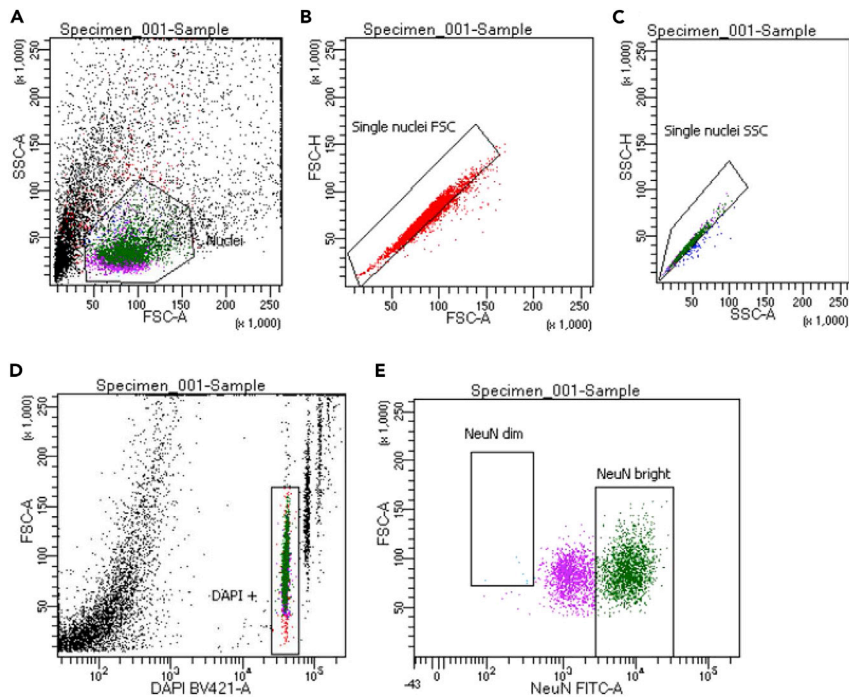 A
Specimen_001-Sample
(x 1,000)
250
200
150
100
50
SSC-A
Nuclei
50 100 150 200 250
FSC-A
(x 1,000)
B
Specimen_001-Sample
(x 1,000)
250
200
150
100
50
FSC-H
Single nuclei FSC
50 100 150 200 250
FSC-A
(x 1,000)
C
Specimen_001-Sample
(x 1,000)
250
200
150
100
50
SSC-H
Single nuclei SSC
50 100 150 200 250
SSC-A
(x 1,000)
D
Specimen_001-Sample
(x 1,000)
250
200
150
100
50
FSC-A
DAPI +
10² 10³ 10⁴ 10⁵
DAPI BV421-A
E
Specimen_001-Sample
(x 1,000)
250
200
150
100
50
FSC-A
NeuN dim
NeuN bright
-43 0 10² 10³ 10⁴ 10⁵
NeuN FITC-A